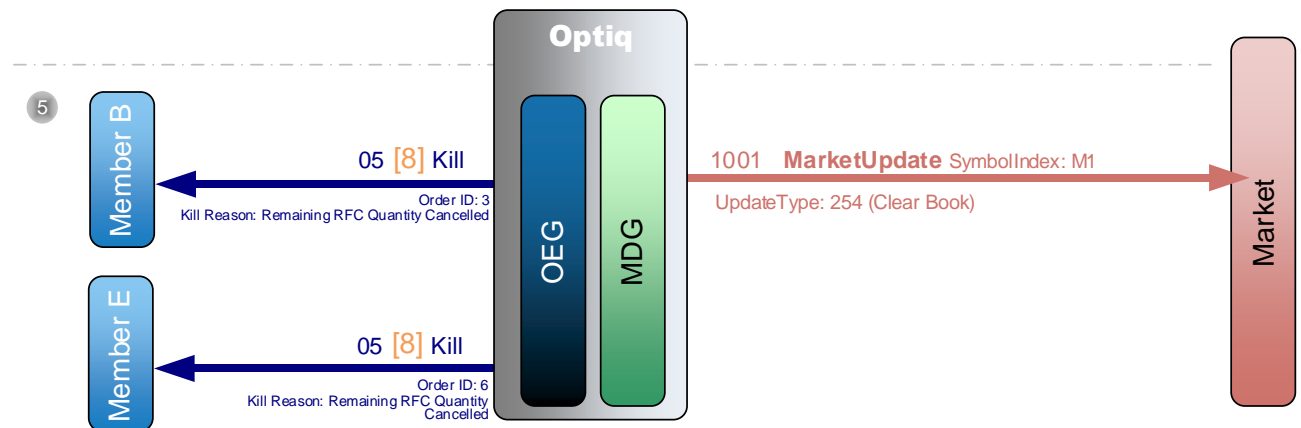 Optiq
5
Member B
05 [8] Kill
Order ID: 3
Kill Reason: Remaining RFC Quantity Cancelled
OEG
MDG
1001 MarketUpdate SymbolIndex: M1
UpdateType: 254 (Clear Book)
Market
Member E
05 [8] Kill
Order ID: 6
Kill Reason: Remaining RFC Quantity
Cancelled